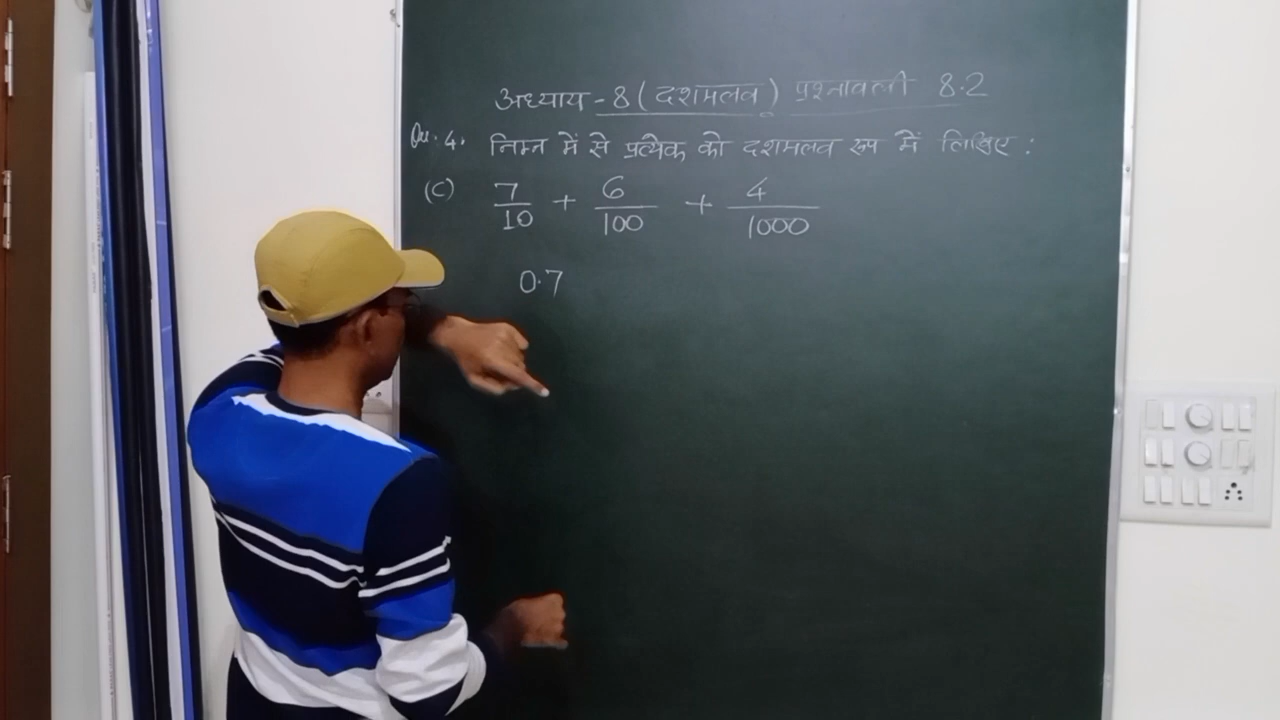 अध्याय - 8 ( दशमलव ) प्रश्नावली 8.2
Qu. 4. निम्न में से प्रत्येक को दशमलव रूप में लिखिए :
(C) 7/10 + 6/100 + 4/1000
0.7